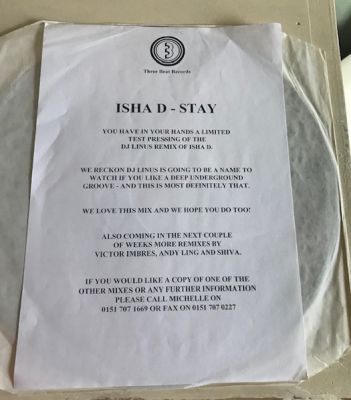 3
Three Beat Records
ISHA D - STAY
YOU HAVE IN YOUR HANDS A LIMITED
TEST PRESSING OF THE
DJ LINUS REMIX OF ISHA D.
WE RECKON DJ LINUS IS GOING TO BE A NAME TO
WATCH IF YOU LIKE A DEEP UNDERGROUND
GROOVE - AND THIS IS MOST DEFINITELY THAT.
WE LOVE THIS MIX AND WE HOPE YOU DO TOO!
ALSO COMING IN THE NEXT COUPLE
OF WEEKS MORE REMIXES BY
VICTOR IMBRES, ANDY LING AND SHIVA.
IF YOU WOULD LIKE A COPY OF ONE OF THE
OTHER MIXES OR ANY FURTHER INFORMATION
PLEASE CALL MICHELLE ON
0151 707 1669 OR FAX ON 0151 707 0227